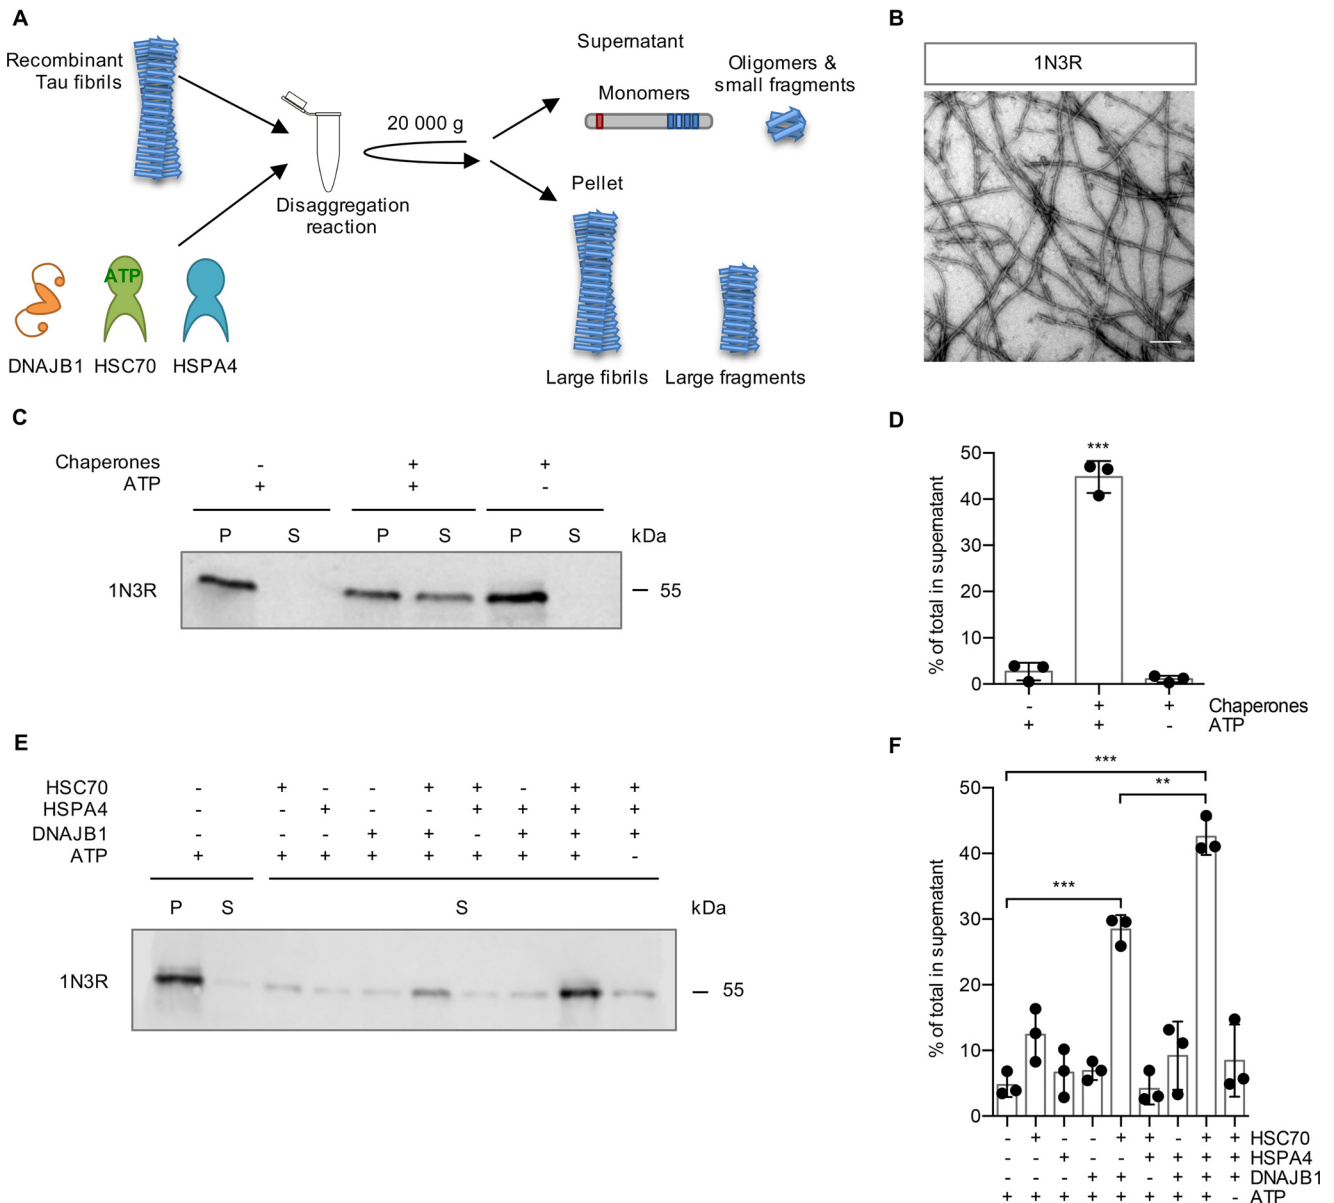 A
Recombinant
Tau fibrils
ATP
DNAJB1 HSC70 HSPA4
Disaggregation
reaction
20 000 g
Supernatant
Monomers
Oligomers &
small fragments
Pellet
Large fibrils Large fragments
B
1N3R
C
Chaperones - + +
ATP + + -
P S P S P S kDa
1N3R
55
D
***
% of total in supernatant
50
40
30
20
10
0
- + + Chaperones
+ + - ATP
E
HSC70 - + - - + + - + +
HSPA4 - - + - - + + + +
DNAJB1 - - - + + - + + +
ATP + + + + + + + + -
P S S kDa
1N3R
55
F
***
**
***
% of total in supernatant
50
40
30
20
10
0
- + - - + + - + + HSC70
- - + - - + + + + HSPA4
- - - + + - + + + DNAJB1
+ + + + + + + + - ATP